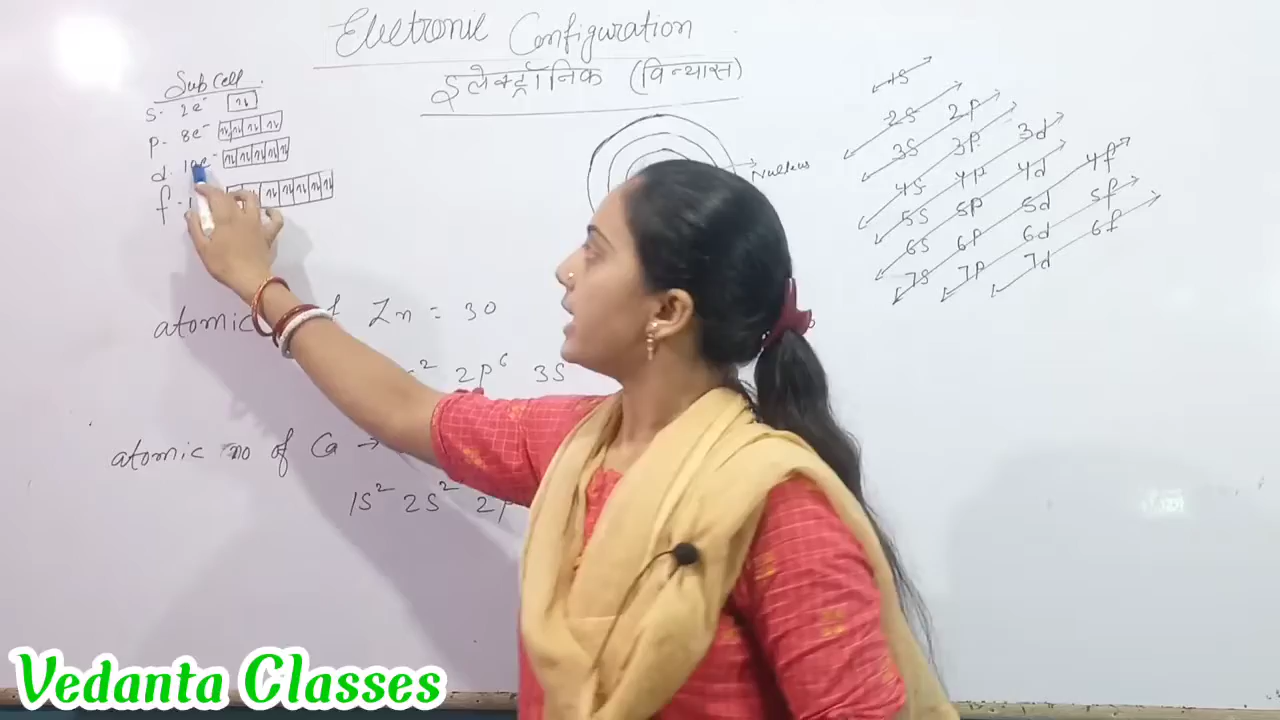 Electronic Configuration
इलेक्ट्रॉनिक (विन्यास)
Sub Cell
s - 2e⁻
p - 8e⁻
d -
f -
Nucleus
1S
2S 2P
3S 3P 3d
4S 4P 4d 4f
5S 5P 5d 5f
6S 6P 6d 6f
7S 7P 7d
atomic of Zn = 30
2P⁶ 3S
atomic no of Ca →
1S² 2S² 2P
Vedanta Classes